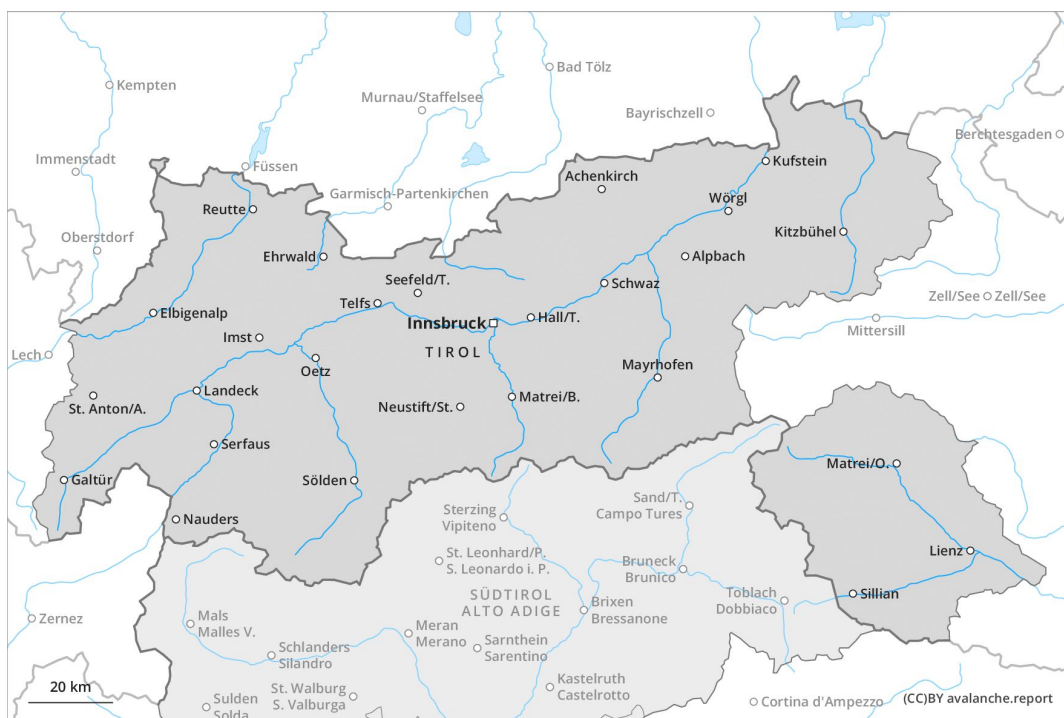 Kempten
Bad Tölz
Murnau/Staffelsee
Bayrischzell
Berchtesgaden
Immenstadt
Füssen
Kufstein
Achenkirch
Garmisch-Partenkirchen
Wörgl
Reutte
Kitzbühel
Oberstdorf
Ehrwald
Alpbach
Seefeld/T.
Schwaz
Zell/See
Zell/See
Telfs
Elbigenalp
Innsbruck
Hall/T.
Mittersill
Imst
TIROL
Lech
Oetz
Mayrhofen
Landeck
Matrei/B.
St. Anton/A.
Neustift/St.
Serfaus
Matrei/O.
Galtür
Sölden
Sand/T.
Campo Tures
Nauders
Sterzing
Vipiteno
Lienz
St. Leonhard/P.
S. Leonardo i. P.
Bruneck
Brunico
SÜDTIROL
ALTO ADIGE
Toblach
Dobbiaco
Sillian
Brixen
Bressanone
Zernez
Mals
Malles V.
Meran
Merano
Sarnthein
Sarentino
Schlanders
Silandro
20 km
Sulden
Solda
St. Walburg
S. Valburga
Kastelruth
Castelrotto
Cortina d'Ampezzo
(CC)BY avalanche.report